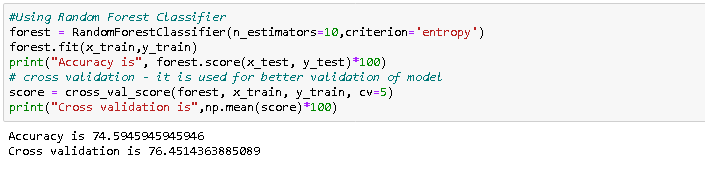 #Using Random Forest Classifier
forest = RandomForestClassifier(n_estimators=10,criterion='entropy')
forest.fit(x_train,y_train)
print("Accuracy is", forest.score(x_test, y_test)*100)
# cross validation - it is used for better validation of model
score = cross_val_score(forest, x_train, y_train, cv=5)
print("Cross validation is",np.mean(score)*100)
Accuracy is 74.5945945945946
Cross validation is 76.4514363885089